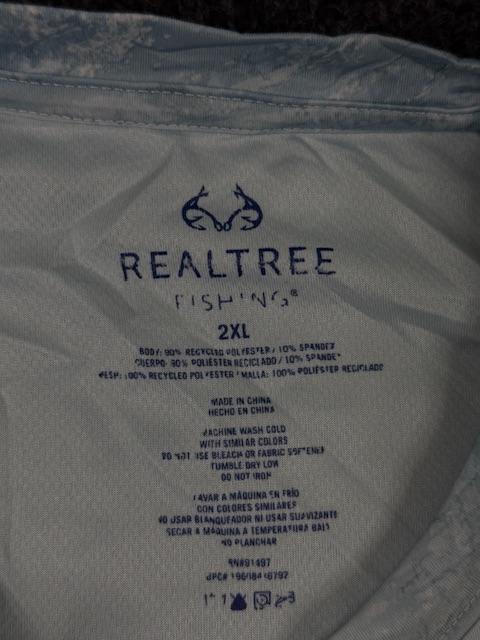 REALTREE
FISHING®
2XL
BODY: 90% RECYCLED POLYESTER / 10% SPANDEX
CUERPO: 90% POLIÉSTER RECICLADO / 10% SPANDEX
MESH: 100% RECYCLED POLYESTER / MALLA: 100% POLIÉSTER RECICLADO
MADE IN CHINA
HECHO EN CHINA
MACHINE WASH COLD
WITH SIMILAR COLORS
DO NOT USE BLEACH OR FABRIC SOFTENER
TUMBLE DRY LOW
DO NOT IRON
LAVAR A MÁQUINA EN FRÍO
CON COLORES SIMILARES
NO USAR BLANQUEADOR NI USAR SUAVIZANTE
SECAR A MÁQUINA A TEMPERATURA BAJA
NO PLANCHAR
RN#91497
UPC#